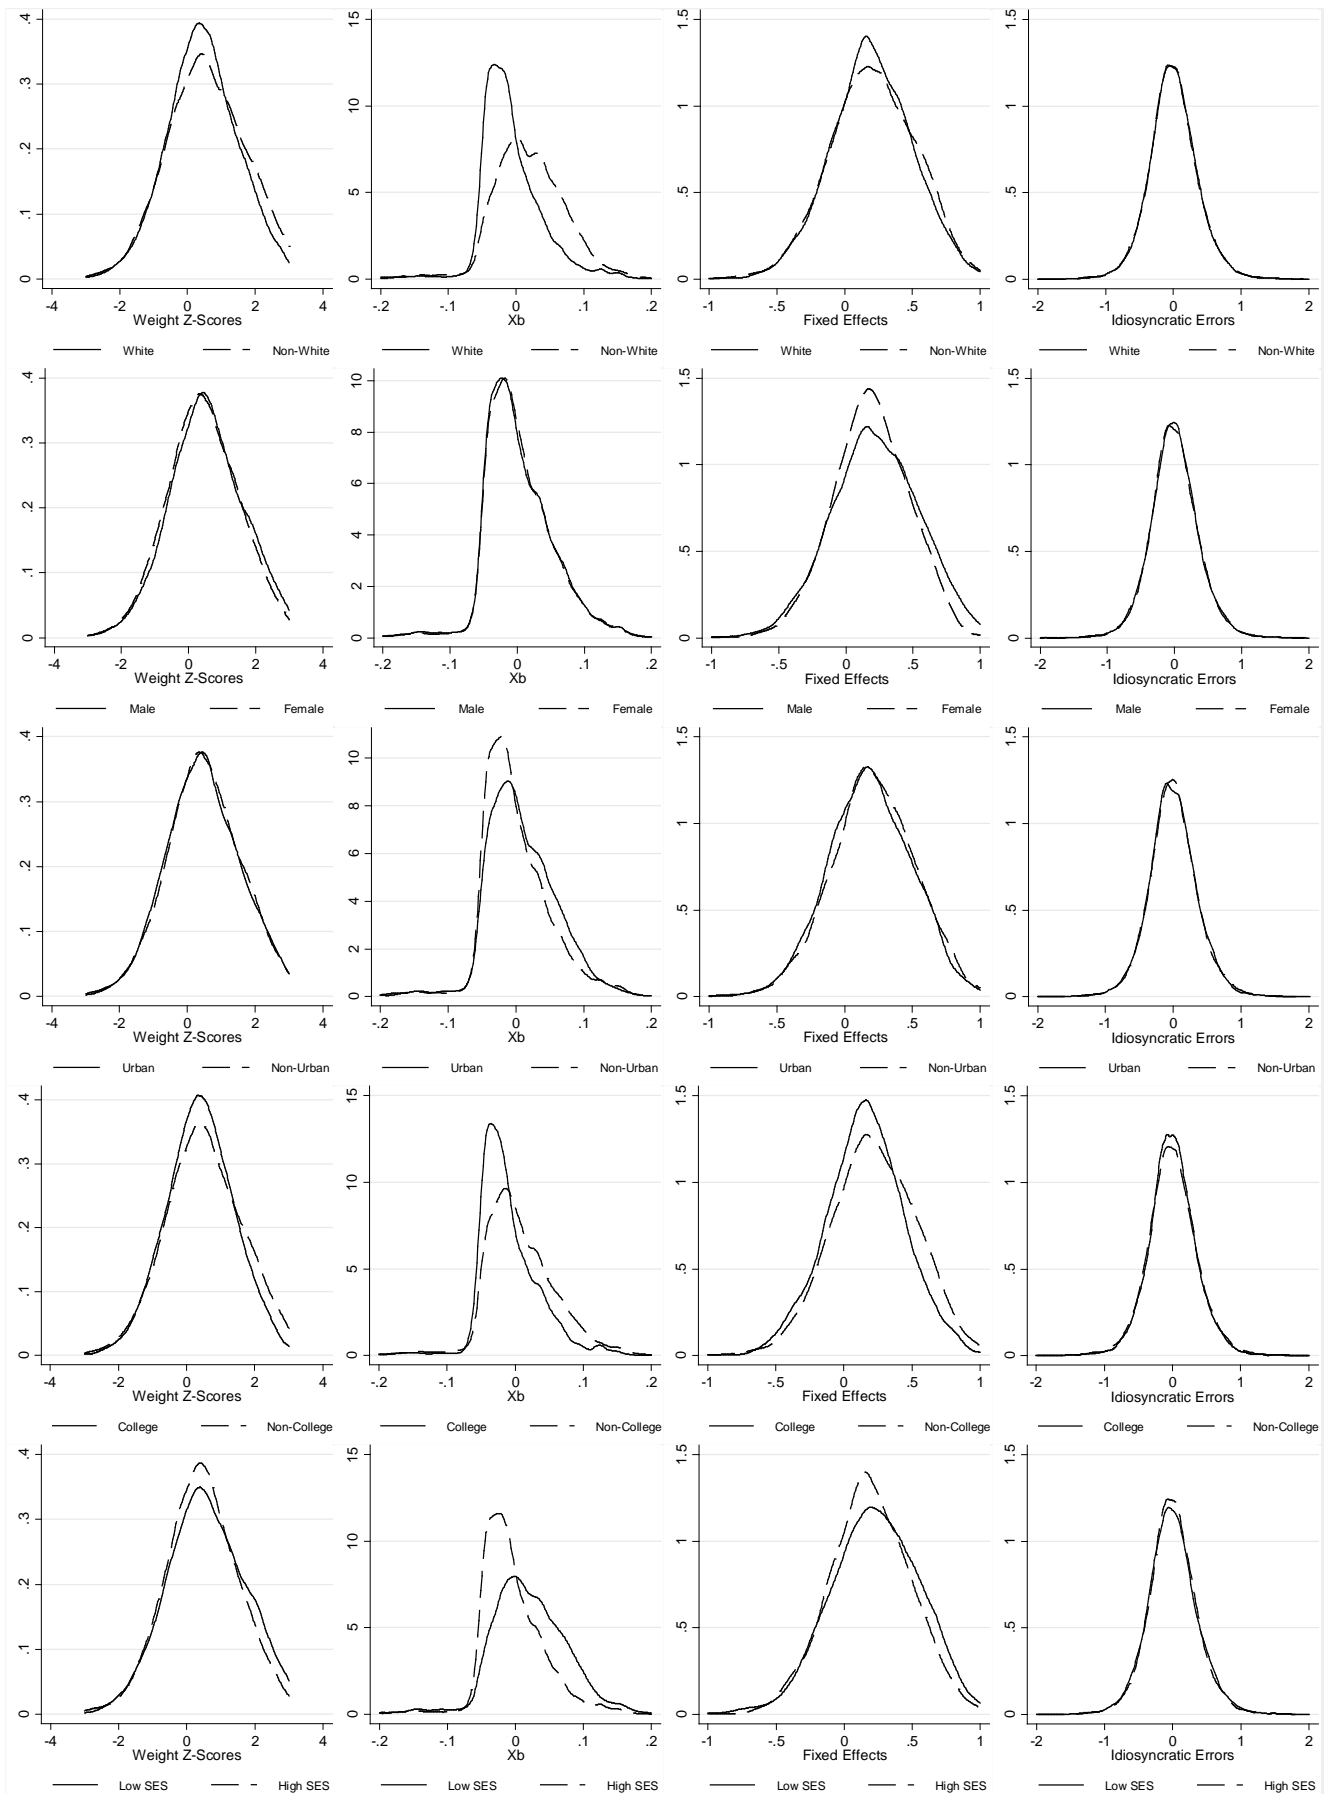 .4
.3
.2
.1
0
-4 -2 0 2 4
Weight Z-Scores
White Non-White
15
10
5
0
-.2 -.1 0 .1 .2
Xb
White Non-White
1.5
1
.5
0
-1 -.5 0 .5 1
Fixed Effects
White Non-White
1.5
1
.5
0
-2 -1 0 1 2
Idiosyncratic Errors
White Non-White
.4
.3
.2
.1
0
-4 -2 0 2 4
Weight Z-Scores
Male Female
10
8
6
4
2
0
-.2 -.1 0 .1 .2
Xb
Male Female
1.5
1
.5
0
-1 -.5 0 .5 1
Fixed Effects
Male Female
1.5
1
.5
0
-2 -1 0 1 2
Idiosyncratic Errors
Male Female
.4
.3
.2
.1
0
-4 -2 0 2 4
Weight Z-Scores
Urban Non-Urban
10
8
6
4
2
0
-.2 -.1 0 .1 .2
Xb
Urban Non-Urban
1.5
1
.5
0
-1 -.5 0 .5 1
Fixed Effects
Urban Non-Urban
1.5
1
.5
0
-2 -1 0 1 2
Idiosyncratic Errors
Urban Non-Urban
.4
.3
.2
.1
0
-4 -2 0 2 4
Weight Z-Scores
College Non-College
15
10
5
0
-.2 -.1 0 .1 .2
Xb
College Non-College
1.5
1
.5
0
-1 -.5 0 .5 1
Fixed Effects
College Non-College
1.5
1
.5
0
-2 -1 0 1 2
Idiosyncratic Errors
College Non-College
.4
.3
.2
.1
0
-4 -2 0 2 4
Weight Z-Scores
Low SES High SES
15
10
5
0
-.2 -.1 0 .1 .2
Xb
Low SES High SES
1.5
1
.5
0
-1 -.5 0 .5 1
Fixed Effects
Low SES High SES
1.5
1
.5
0
-2 -1 0 1 2
Idiosyncratic Errors
Low SES High SES